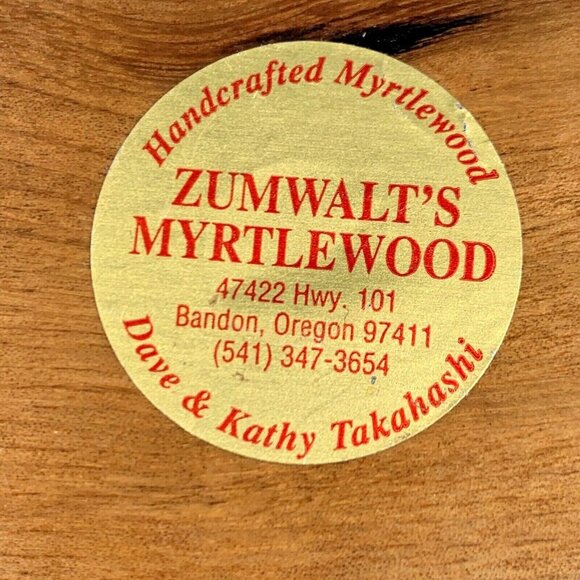 Handcrafted Myrtlewood
ZUMWALT'S
MYRTLEWOOD
47422 Hwy. 101
Bandon, Oregon 97411
(541) 347-3654
Dave & Kathy Takahashi